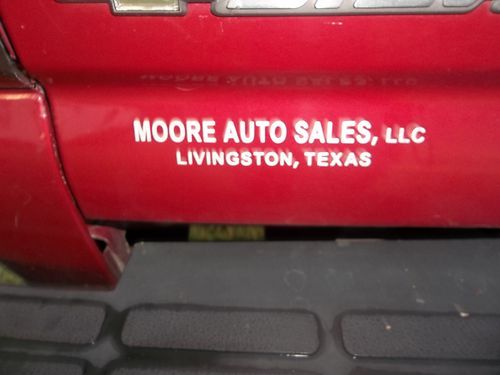 MOORE AUTO SALES, LLC
LIVINGSTON, TEXAS